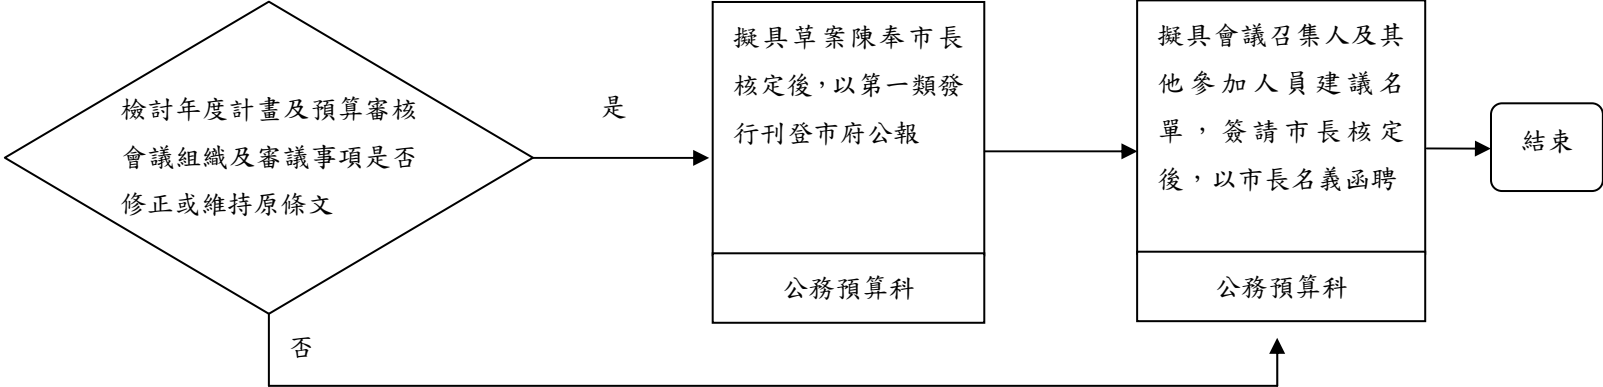 檢討年度計畫及預算審核
會議組織及審議事項是否
修正或維持原條文
是
擬具草案陳奉市長
核定後，以第一類發
行刊登市府公報
公務預算科
擬具會議召集人及其
他參加人員建議名
單，簽請市長核定
後，以市長名義函聘
公務預算科
結束
否